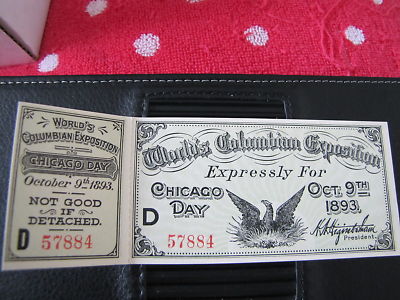 WORLD'S
COLUMBIAN EXPOSITION
CHICAGO DAY
October 9th 1893.
NOT GOOD
IF
DETACHED.
D 57884
World's Columbian Exposition
Expressly For
CHICAGO DAY
OCT. 9TH 1893.
D
57884
H. N. Higinbotham
President.